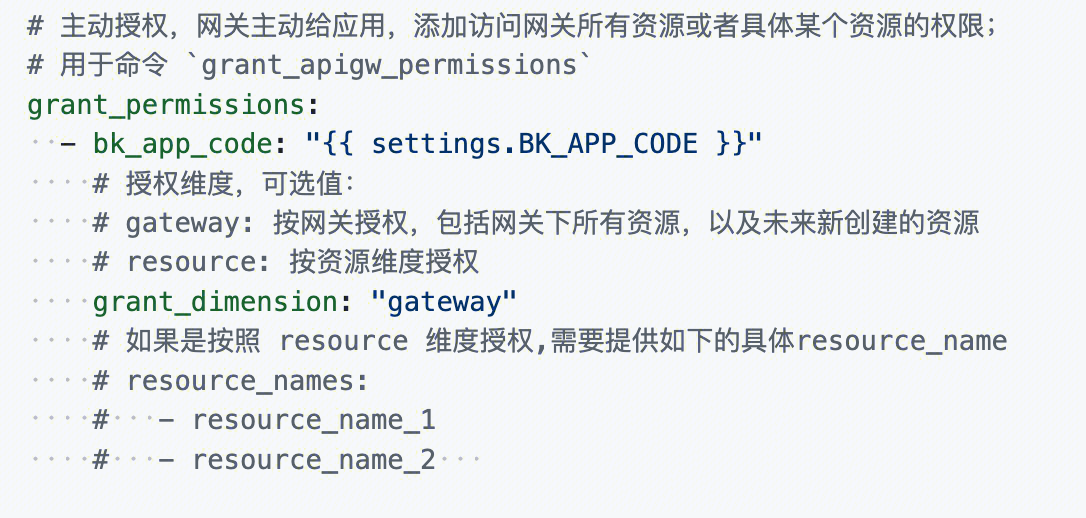 # 主动授权，网关主动给应用，添加访问网关所有资源或者具体某个资源的权限；
# 用于命令 `grant_apigw_permissions`
grant_permissions:
  - bk_app_code: "{{ settings.BK_APP_CODE }}"
    # 授权维度，可选值：
    # gateway: 按网关授权，包括网关下所有资源，以及未来新创建的资源
    # resource: 按资源维度授权
    grant_dimension: "gateway"
    # 如果是按照 resource 维度授权,需要提供如下的具体resource_name
    # resource_names:
    #   - resource_name_1
    #   - resource_name_2